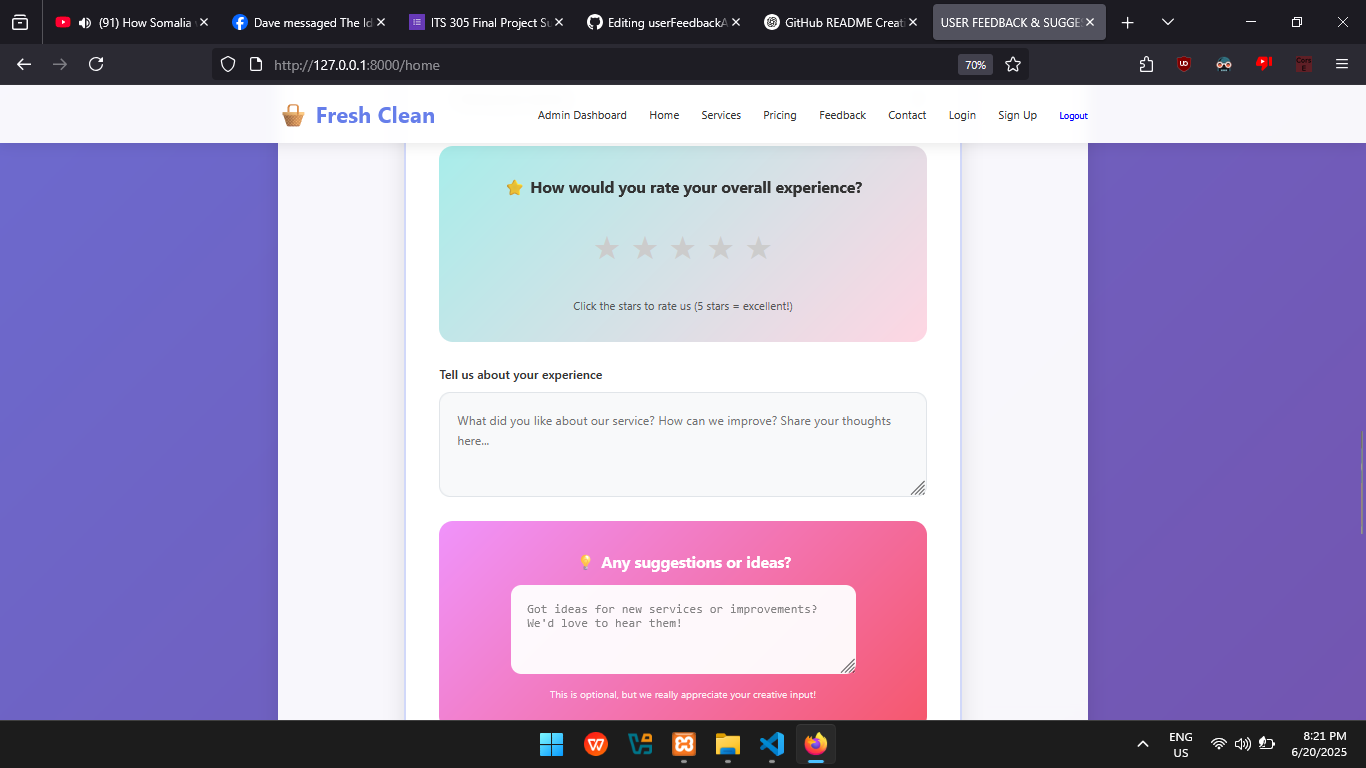 (91) How Somalia
Dave messaged The Id
ITS 305 Final Project Su
Editing userFeedbackA
GitHub README Creati
USER FEEDBACK & SUGGES
http://127.0.0.1:8000/home
70%
Fresh Clean
Admin Dashboard
Home
Services
Pricing
Feedback
Contact
Login
Sign Up
Logout
How would you rate your overall experience?
Click the stars to rate us (5 stars = excellent!)
Tell us about your experience
What did you like about our service? How can we improve? Share your thoughts
here...
Any suggestions or ideas?
Got ideas for new services or improvements?
We'd love to hear them!
This is optional, but we really appreciate your creative input!
ENG
US
8:21 PM
6/20/2025